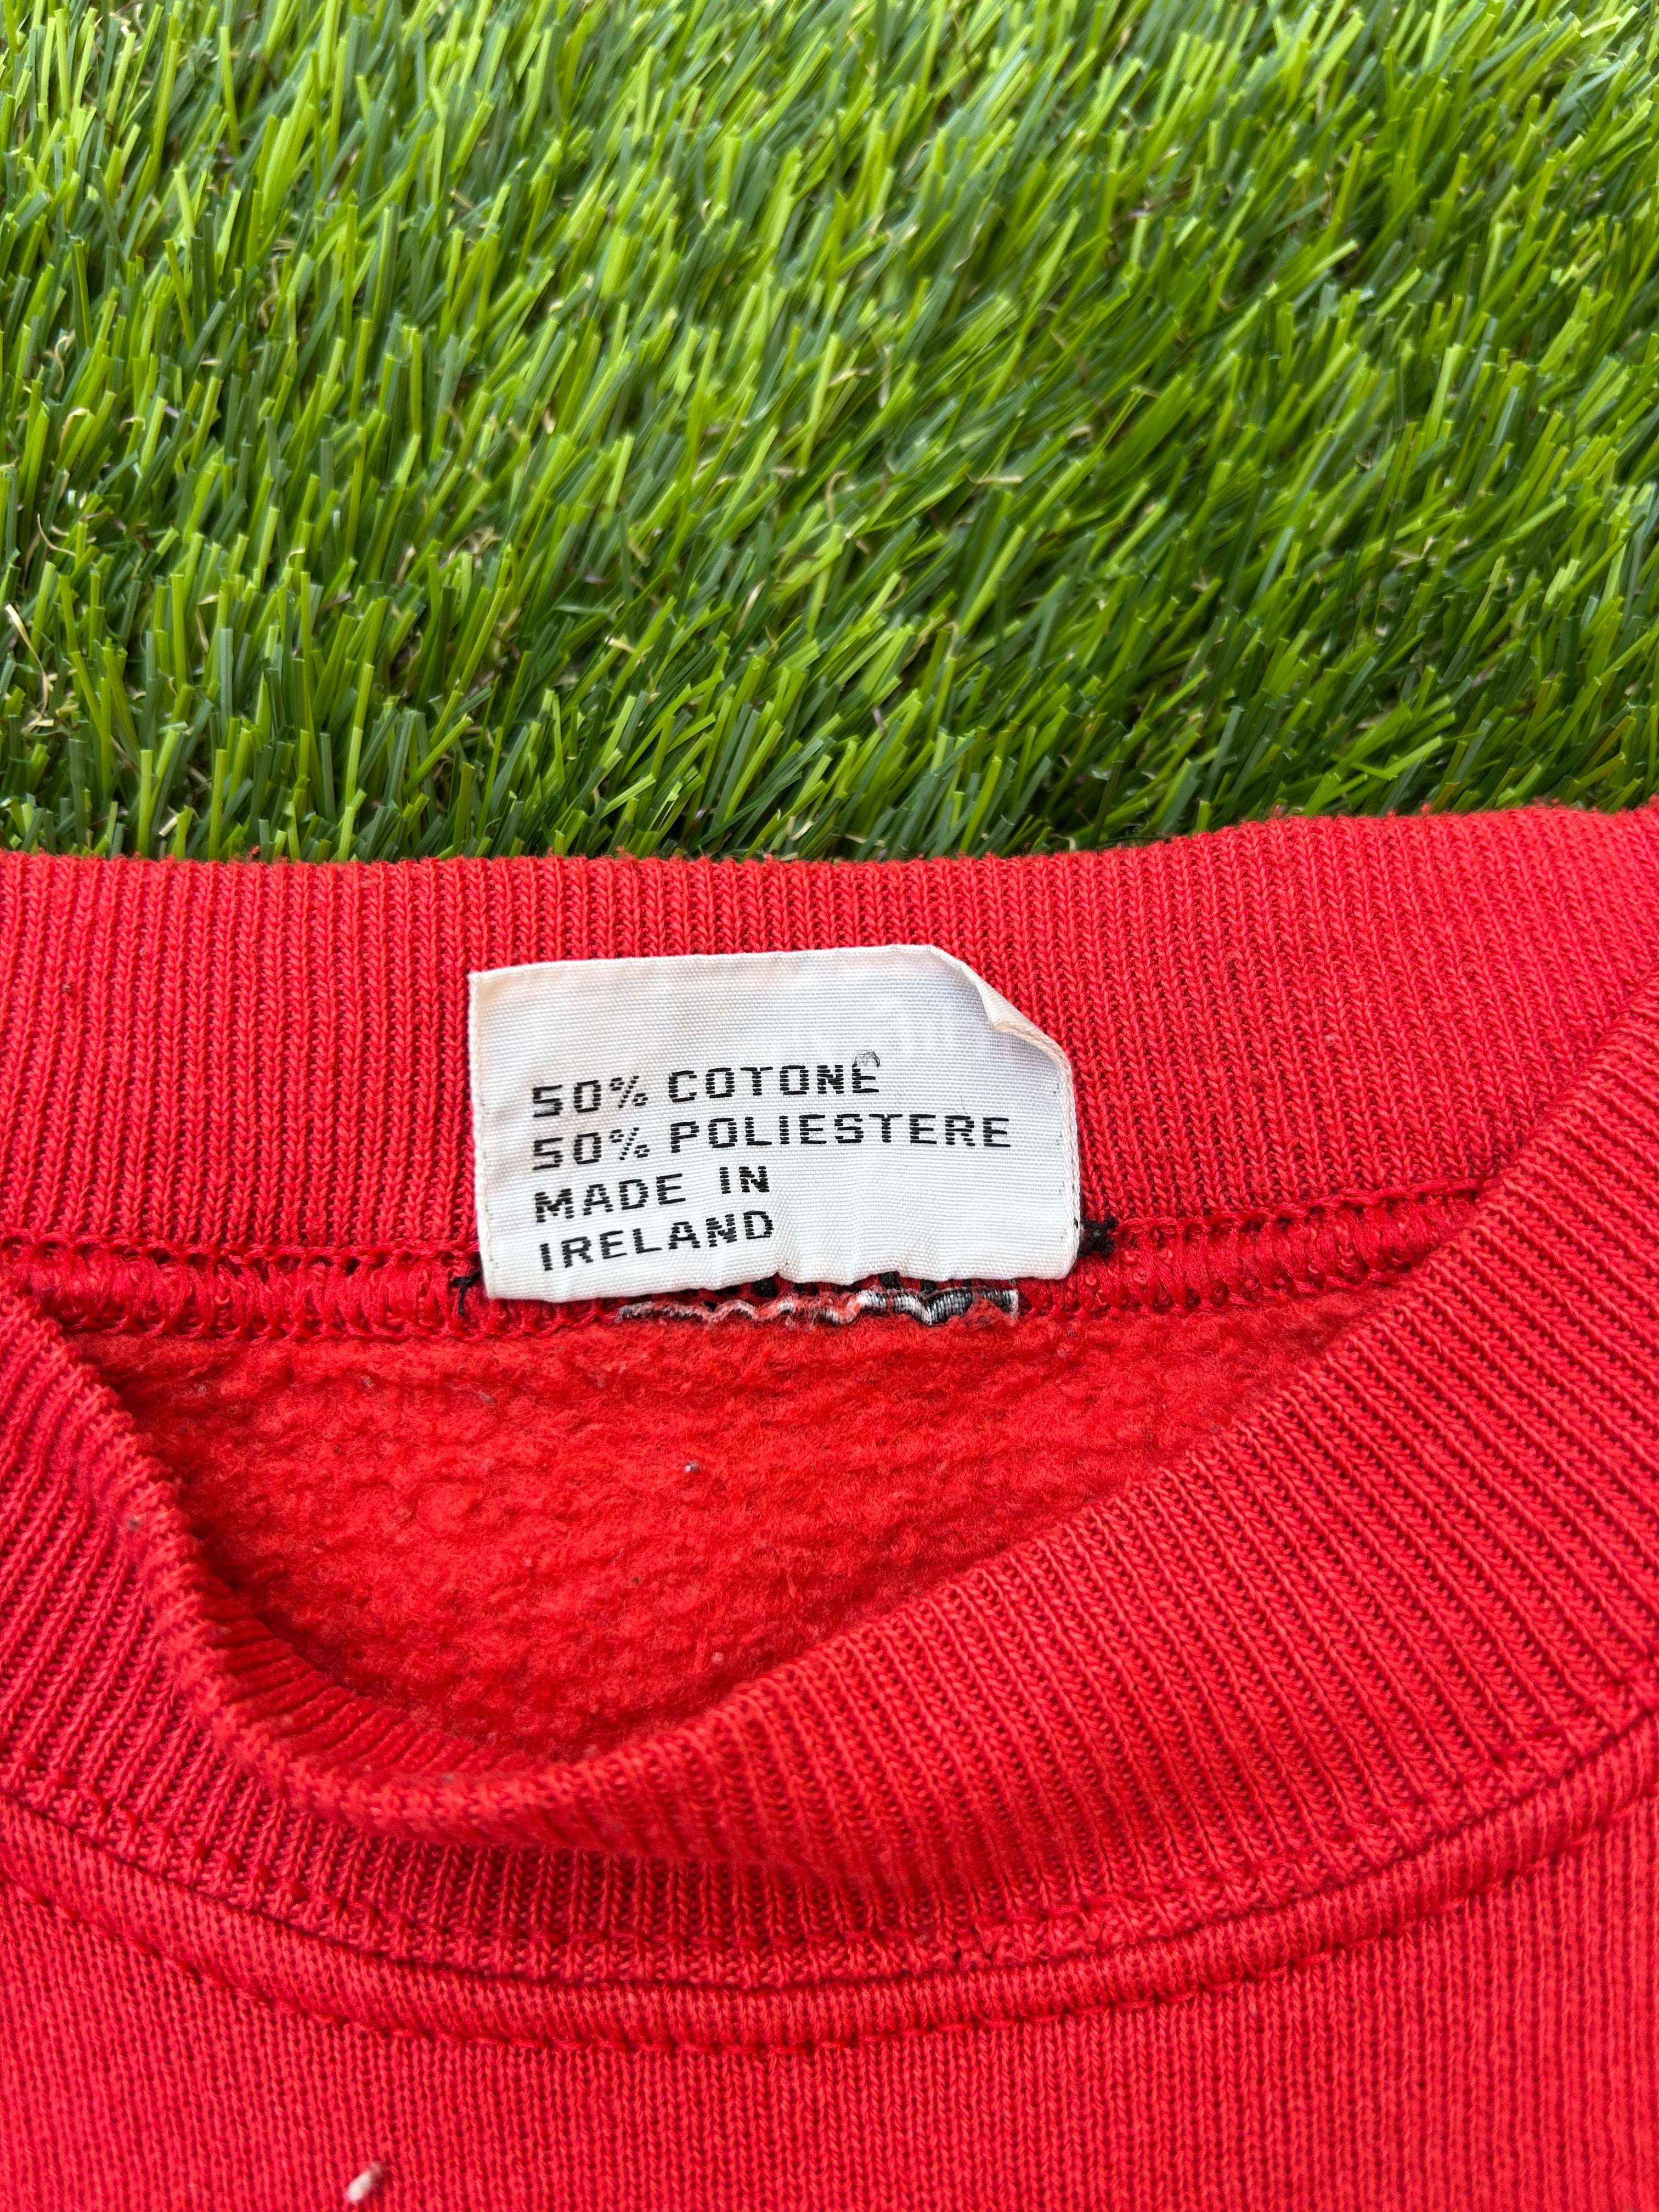 50% COTONE
50% POLIESTERE
MADE IN
IRELAND